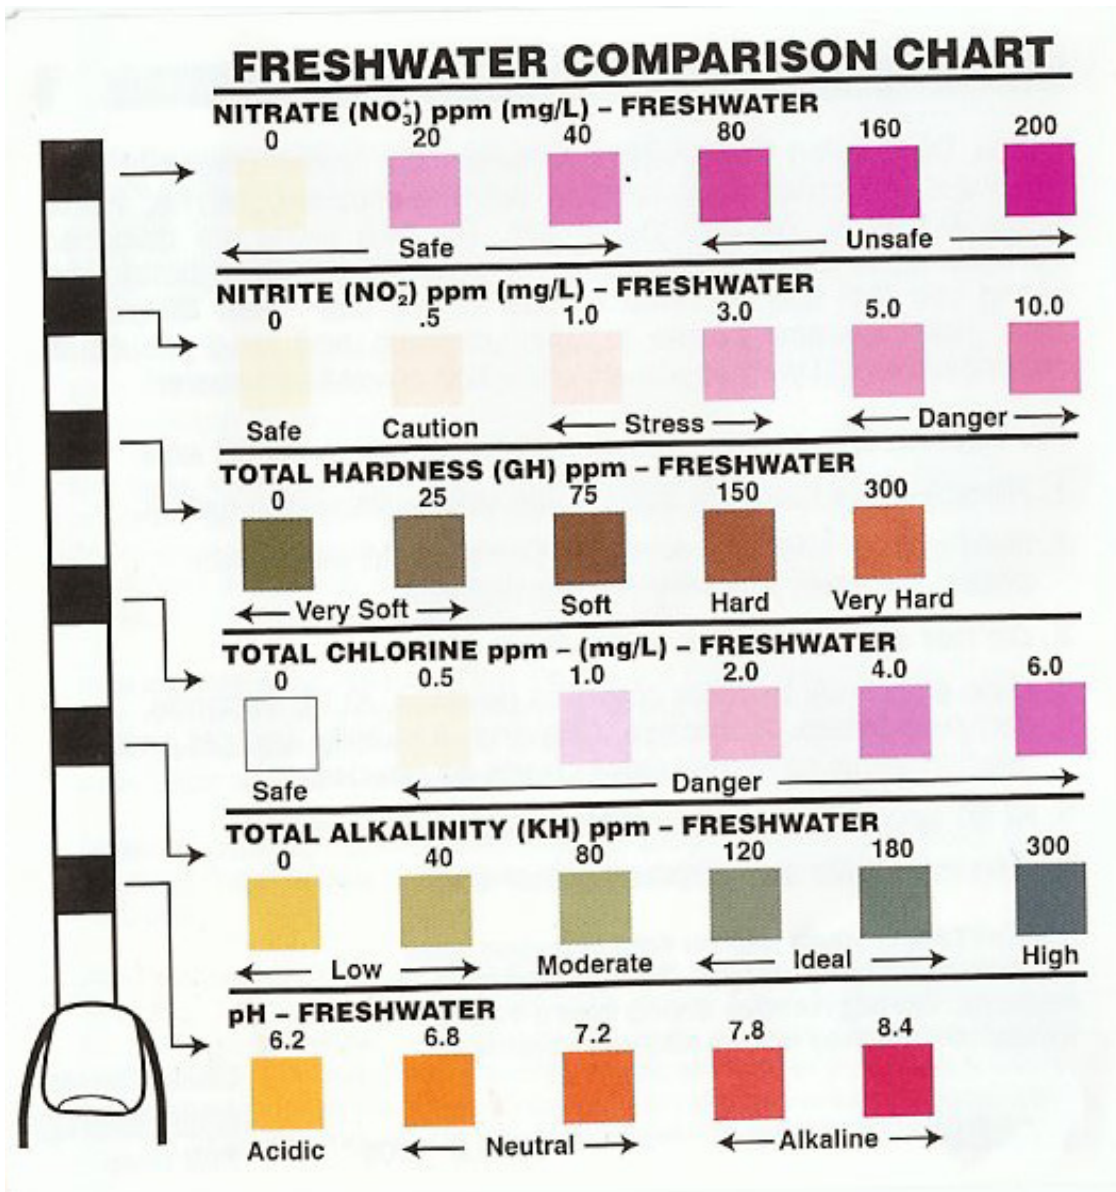 FRESHWATER COMPARISON CHART
NITRATE (NO₃⁻) ppm (mg/L) – FRESHWATER
0 20 40 80 160 200
Safe Unsafe
NITRITE (NO₂⁻) ppm (mg/L) – FRESHWATER
0 .5 1.0 3.0 5.0 10.0
Safe Caution Stress Danger
TOTAL HARDNESS (GH) ppm – FRESHWATER
0 25 75 150 300
Very Soft Soft Hard Very Hard
TOTAL CHLORINE ppm – (mg/L) – FRESHWATER
0 0.5 1.0 2.0 4.0 6.0
Safe Danger
TOTAL ALKALINITY (KH) ppm – FRESHWATER
0 40 80 120 180 300
Low Moderate Ideal High
pH – FRESHWATER
6.2 6.8 7.2 7.8 8.4
Acidic Neutral Alkaline